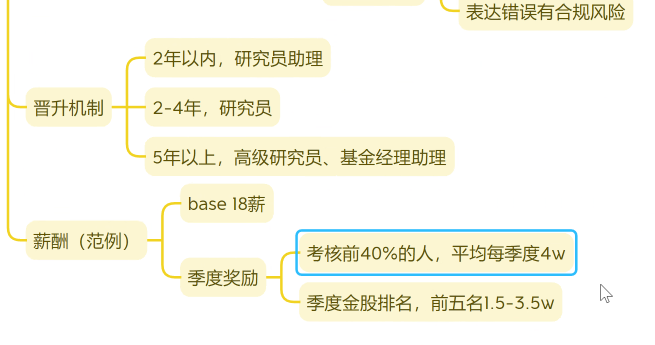 表达错误有合规风险
晋升机制
2年以内，研究员助理
2-4年，研究员
5年以上，高级研究员、基金经理助理
薪酬（范例）
base 18薪
季度奖励
考核前40%的人，平均每季度4w
季度金股排名，前五名1.5-3.5w